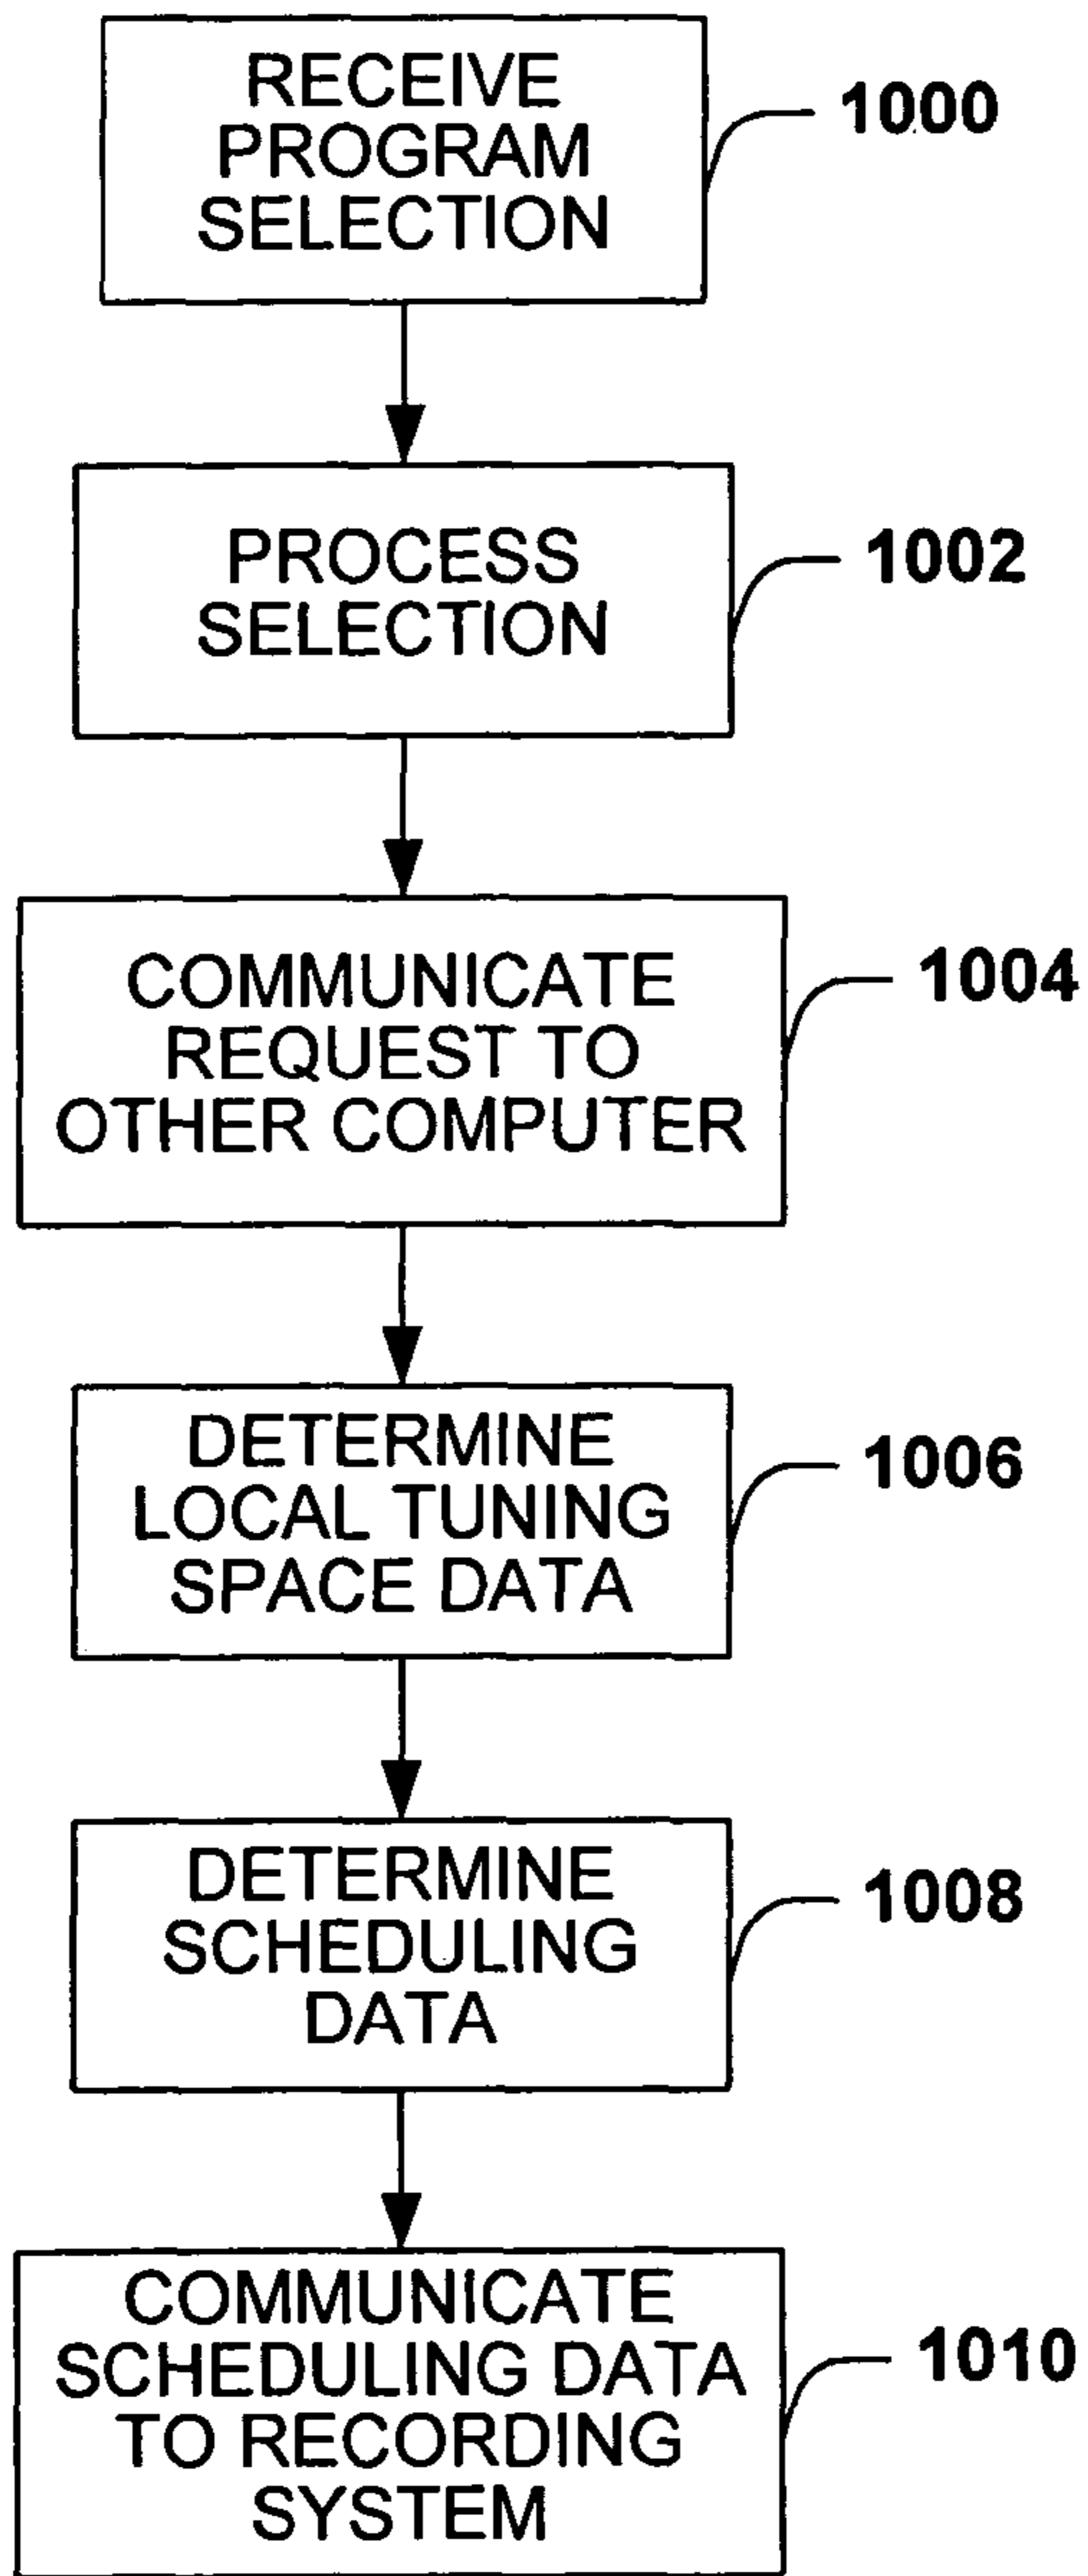 RECEIVE
PROGRAM
SELECTION
1000
PROCESS
SELECTION
1002
COMMUNICATE
REQUEST TO
OTHER COMPUTER
1004
DETERMINE
LOCAL TUNING
SPACE DATA
1006
DETERMINE
SCHEDULING
DATA
1008
COMMUNICATE
SCHEDULING DATA
TO RECORDING
SYSTEM
1010